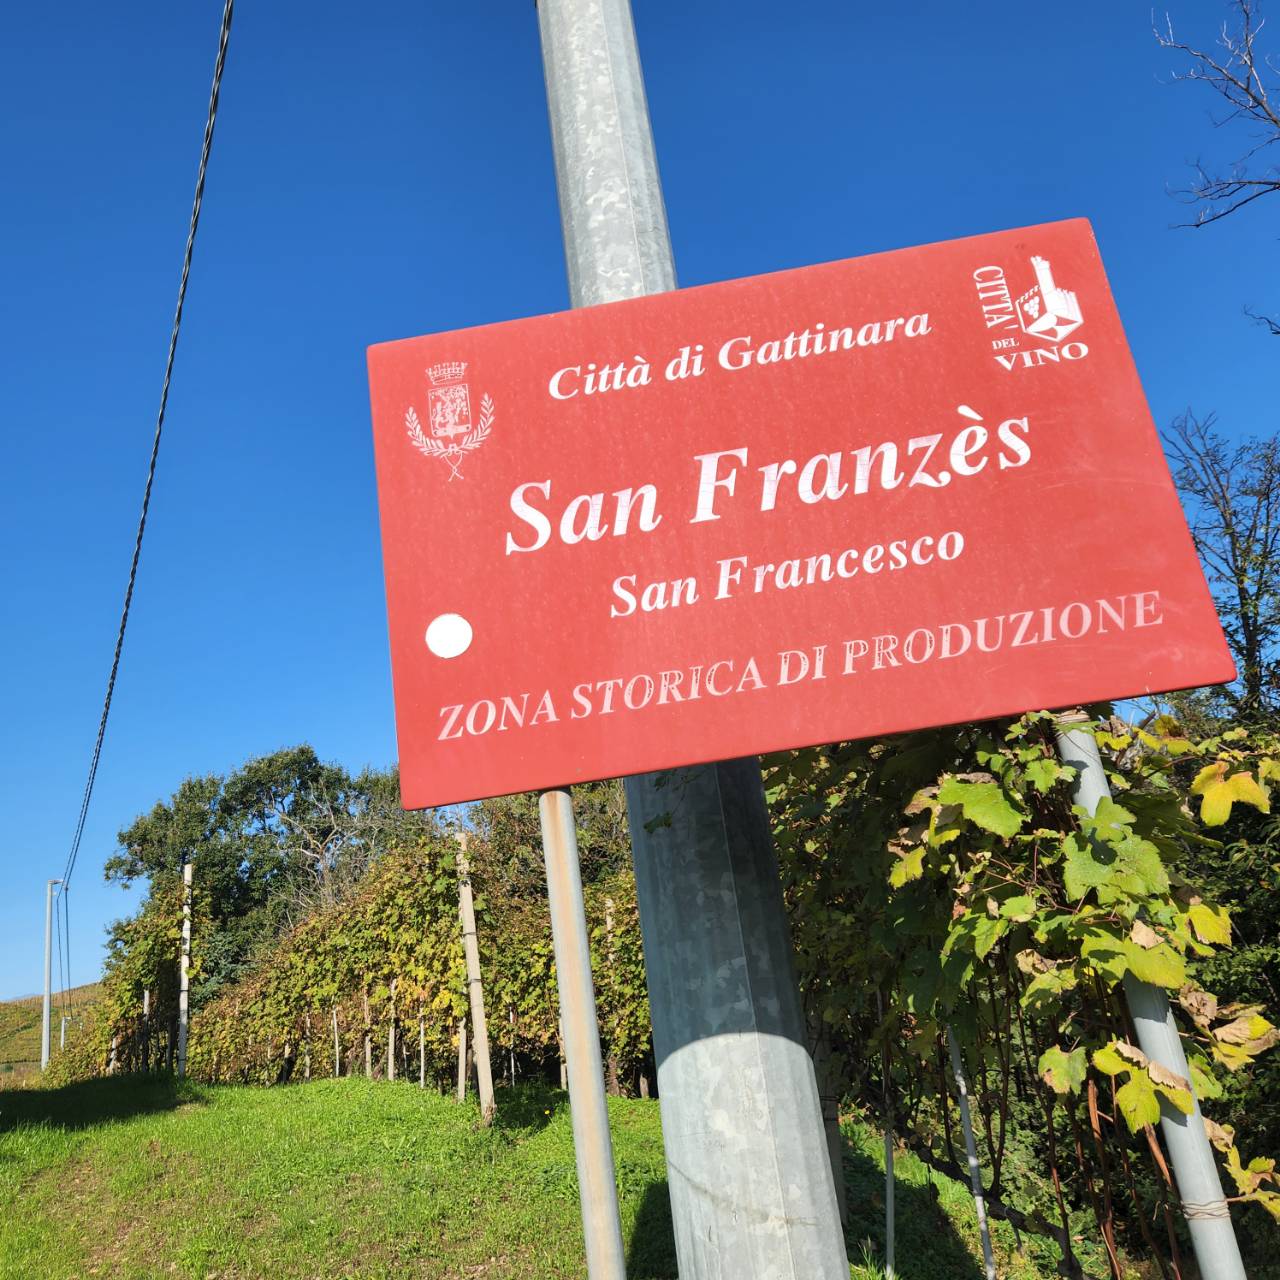 Città di Gattinara
CITTA'
DEL
VINO
San Franzès
San Francesco
ZONA STORICA DI PRODUZIONE